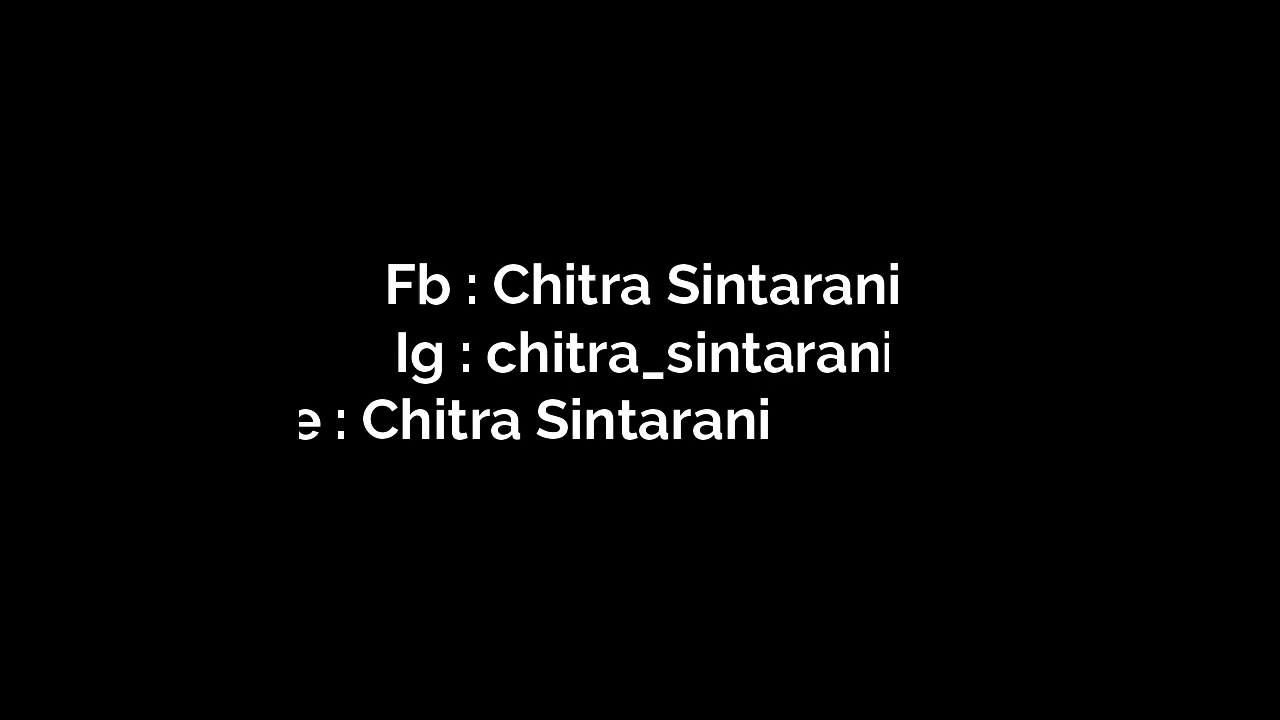 Fb : Chitra Sintarani
Ig : chitra_sintarani
e : Chitra Sintarani